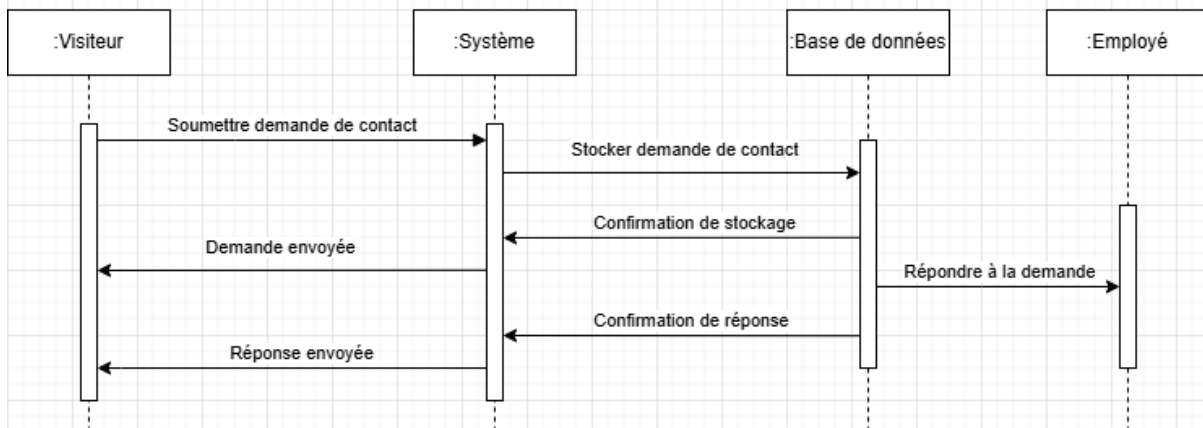 :Visiteur
:Système
:Base de données
:Employé
Soumettre demande de contact
Stocker demande de contact
Confirmation de stockage
Demande envoyée
Répondre à la demande
Confirmation de réponse
Réponse envoyée